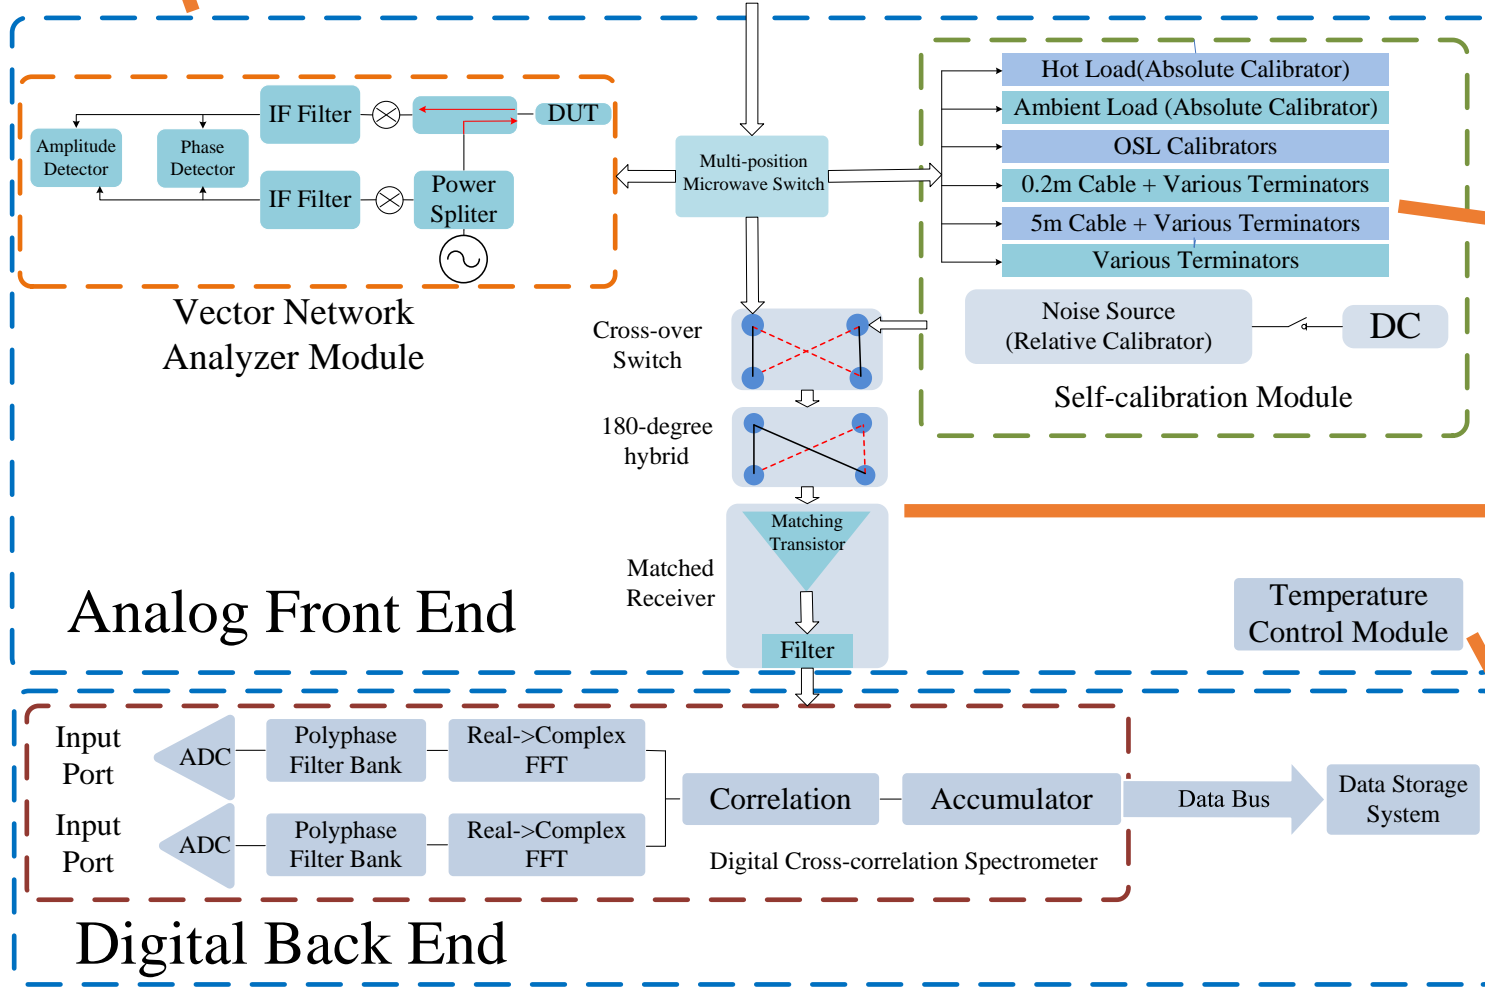 IF Filter
DUT
Amplitude
Detector
Phase
Detector
IF Filter
Power
Spliter
Vector Network
Analyzer Module
Multi-position
Microwave Switch
Hot Load(Absolute Calibrator)
Ambient Load (Absolute Calibrator)
OSL Calibrators
0.2m Cable + Various Terminators
5m Cable + Various Terminators
Various Terminators
Noise Source
(Relative Calibrator)
DC
Self-calibration Module
Cross-over
Switch
180-degree
hybrid
Matching
Transistor
Matched
Receiver
Filter
Analog Front End
Temperature
Control Module
Input
Port
ADC
Polyphase
Filter Bank
Real->Complex
FFT
Input
Port
ADC
Polyphase
Filter Bank
Real->Complex
FFT
Correlation
Accumulator
Digital Cross-correlation Spectrometer
Data Bus
Data Storage
System
Digital Back End